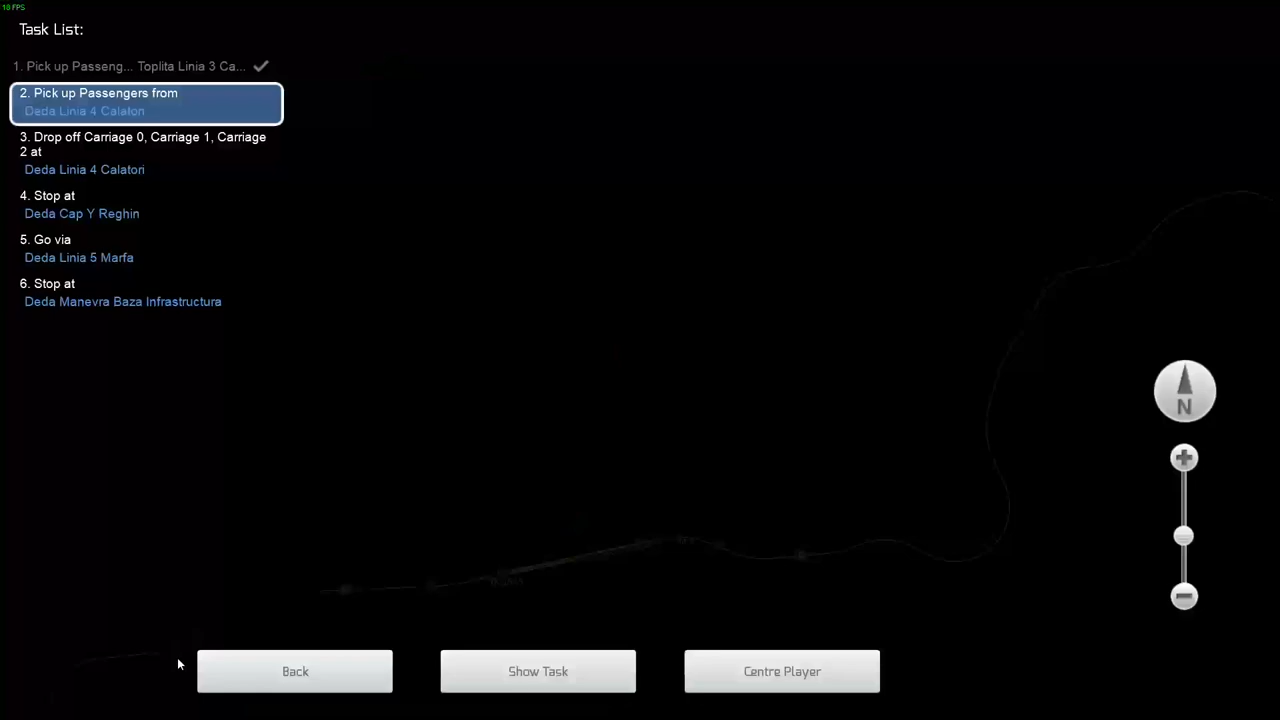 18 FPS
Task List:
1. Pick up Passeng... Toplita Linia 3 Ca...
2. Pick up Passengers from
Deda Linia 4 Calatori
3. Drop off Carriage 0, Carriage 1, Carriage
2 at
Deda Linia 4 Calatori
4. Stop at
Deda Cap Y Reghin
5. Go via
Deda Linia 5 Marfa
6. Stop at
Deda Manevra Baza Infrastructura
N
Back
Show Task
Centre Player